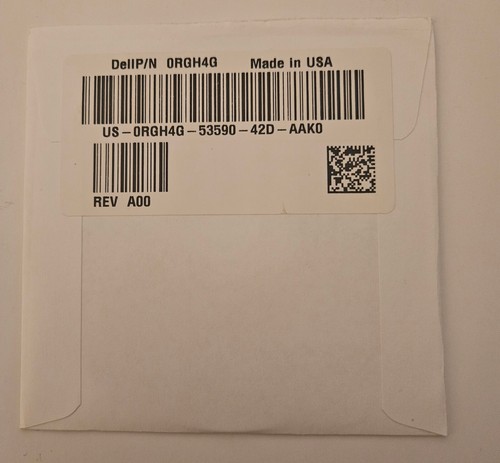 DellP/N 0RGH4G Made in USA
US-0RGH4G-53590-42D-AAK0
REV A00